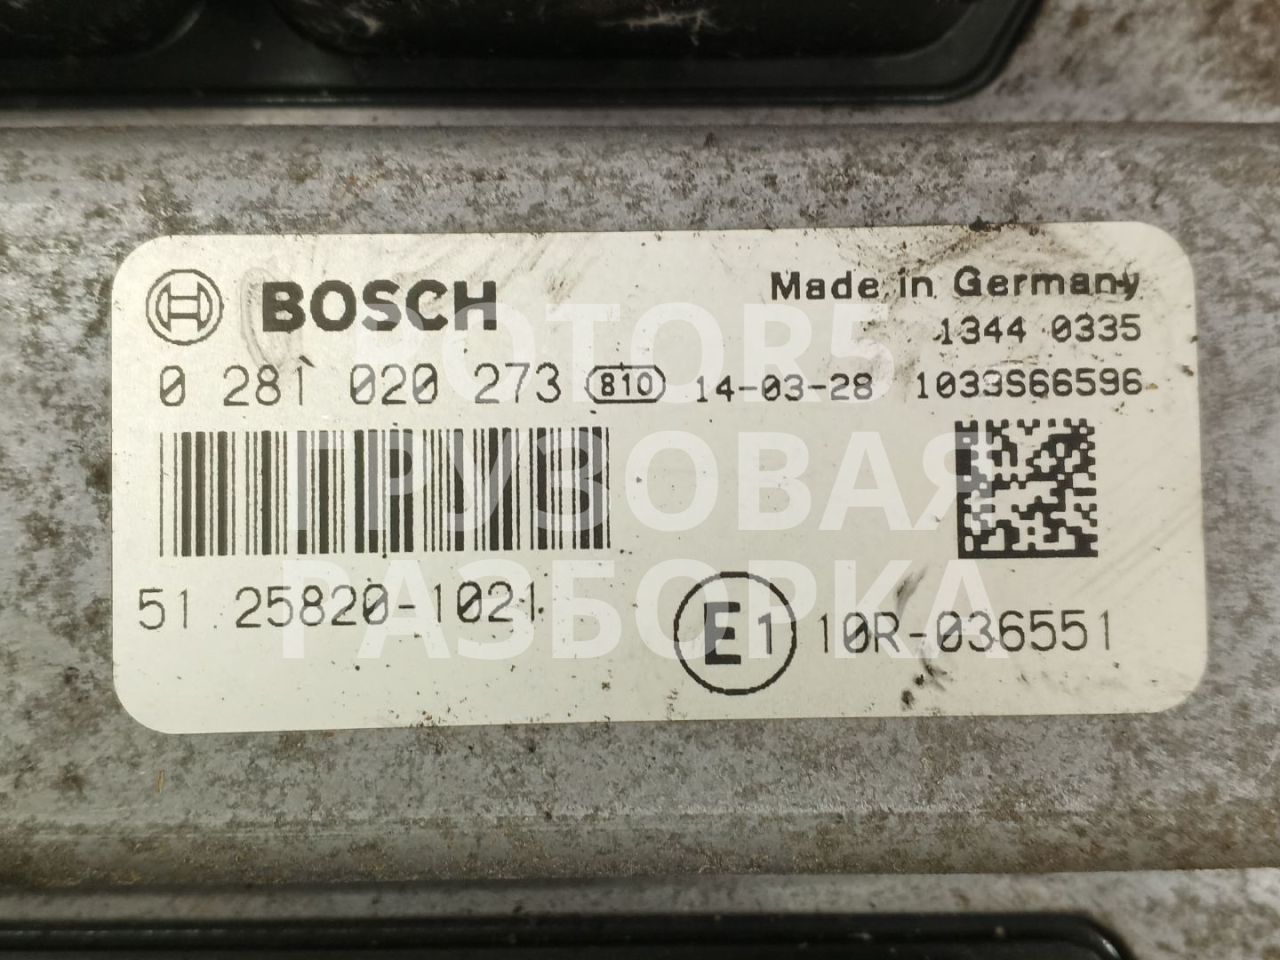 BOSCH
Made in Germany
1344 0335
0 281 020 273 810 14-03-28 1039S66596
51.25820-1021
E1 10R-036551
РОТОР5
ГРУЗОВАЯ
РАЗБОРКА